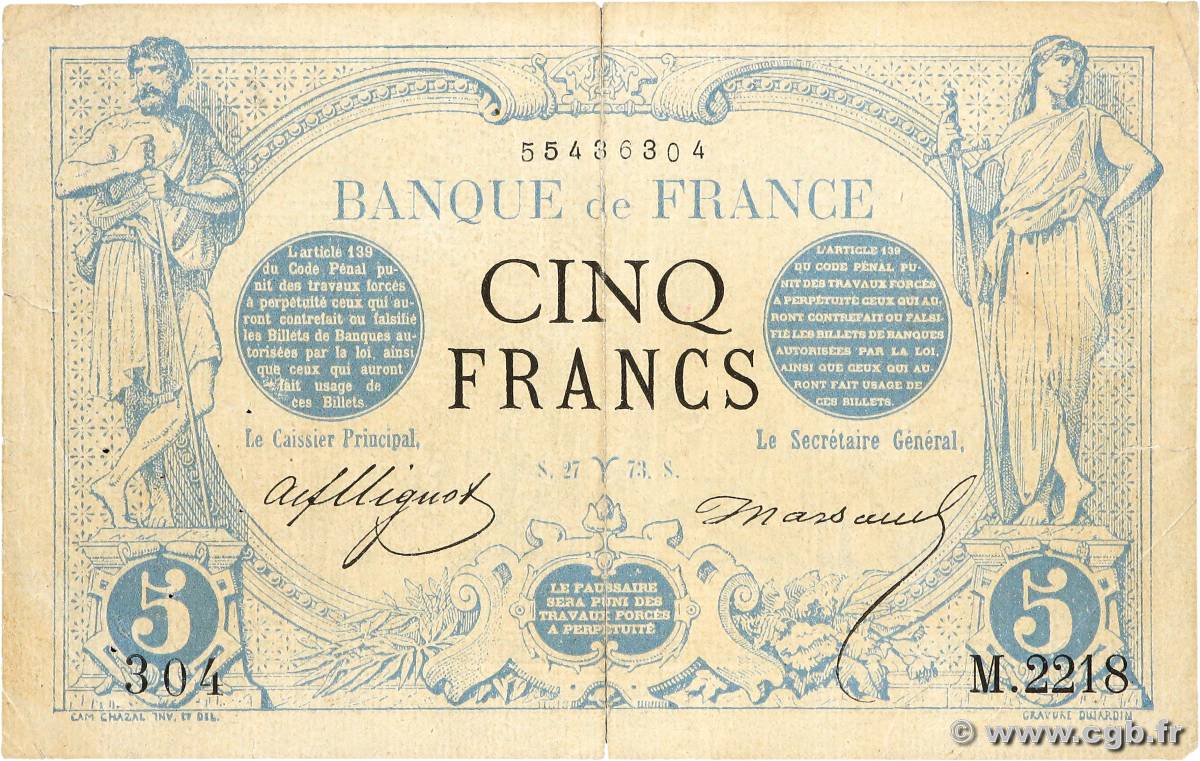 55436304
BANQUE de FRANCE
L'article 139
du Code Pénal pu-
nit des travaux forcés
à perpétuité ceux qui au-
ront contrefait ou falsifié
les Billets de Banques au-
torisées par la loi, ainsi
que ceux qui auront
fait usage de
ces Billets
CINQ
FRANCS
L'ARTICLE 139
DU CODE PÉNAL PU-
NIT DES TRAVAUX FORCÉS
A PERPÉTUITÉ CEUX QUI AU-
RONT CONTREFAIT OU FALSI-
FIÉ LES BILLETS DE BANQUES
AUTORISÉES PAR LA LOI,
AINSI QUE CEUX QUI AU-
RONT FAIT USAGE DE
CES BILLETS.
Le Caissier Principal,
Le Secrétaire Général,
S. 27 73. S.
A Mignot
Marsaud
LE FAUSSAIRE
SERA PUNI DES
TRAVAUX FORCÉS
A PERPÉTUITÉ
5
5
304
M.2218
CAM CHAZAL INV. ET DEL.
GRAVURE DUJARDIN
© www.cgb.fr